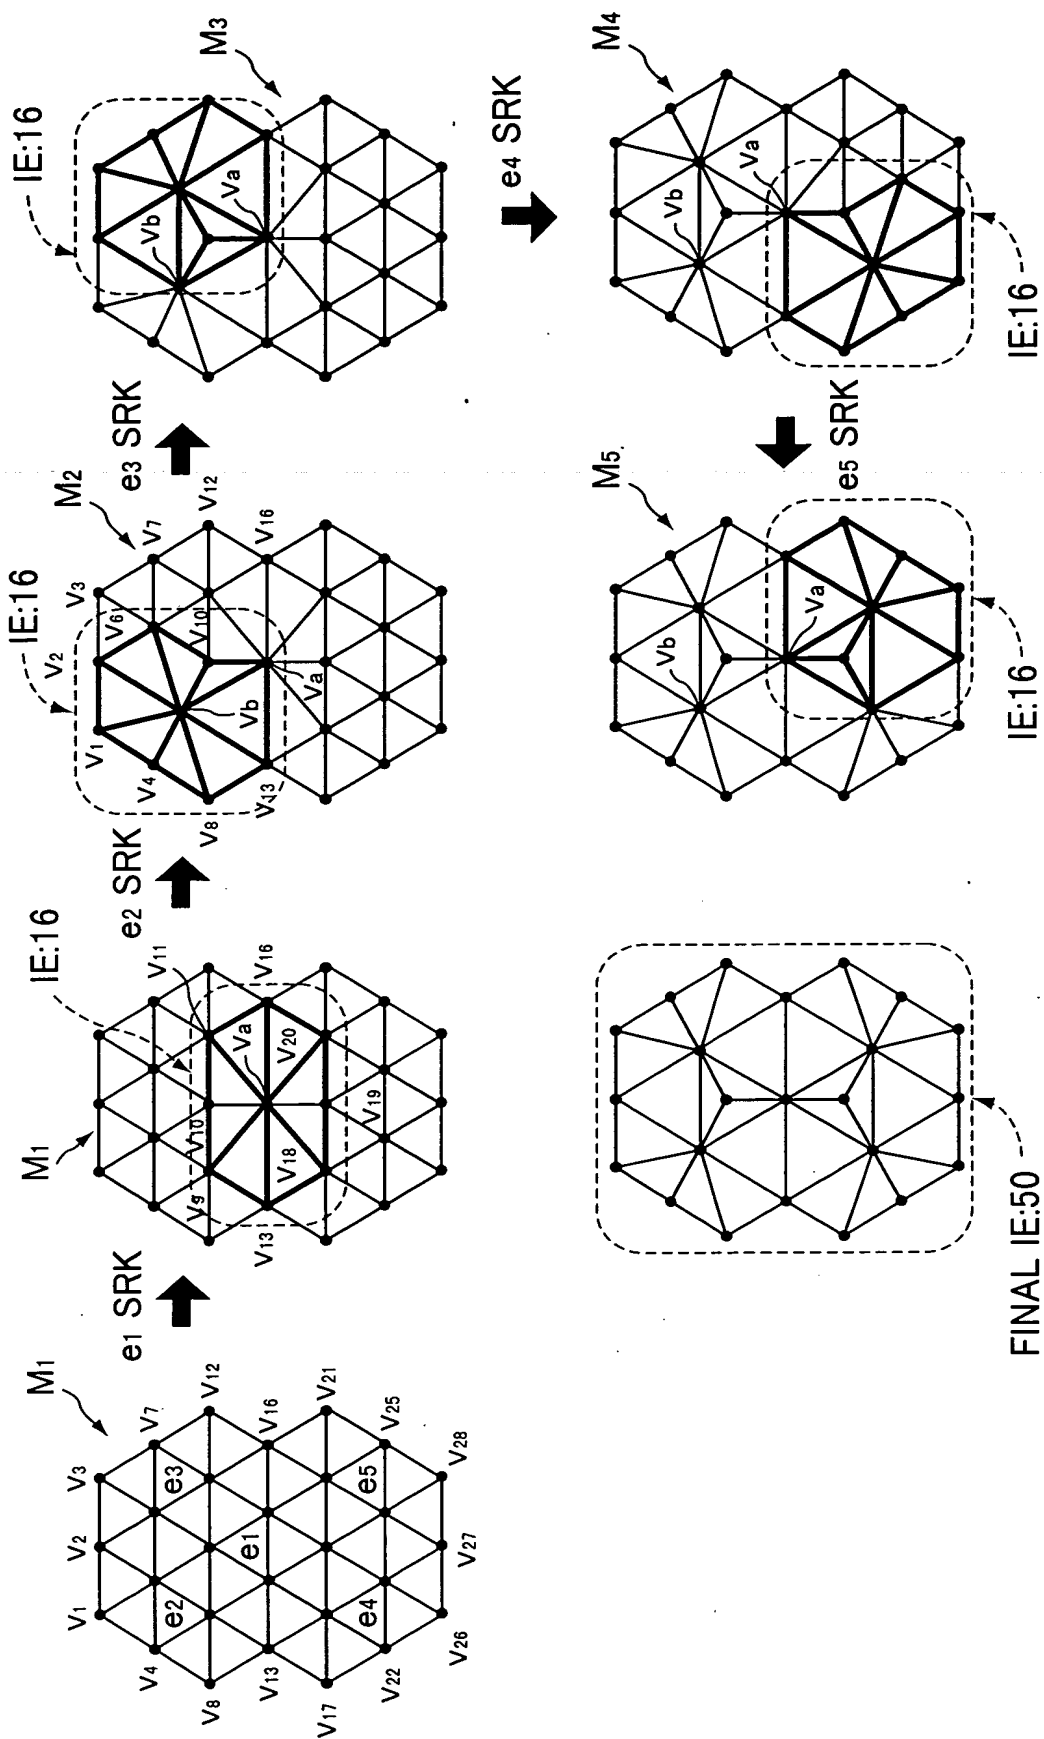 M1
V1
V2
V3
V4
V7
e2
e3
V8
V12
e1
V13
V16
V17
V21
e4
e5
V22
V25
V26
V27
V28
e1 SRK
M1
IE:16
V9
V10
V11
Va
V13
V16
V18
V20
V19
e2 SRK
IE:16
M2
V1
V2
V3
V4
V6
V7
V8
Vb
V10
V12
V13
Va
V16
e3 SRK
IE:16
M3
Vb
Va
e4 SRK
M4
Vb
Va
IE:16
e5 SRK
M5
Vb
Va
IE:16
FINAL IE:50